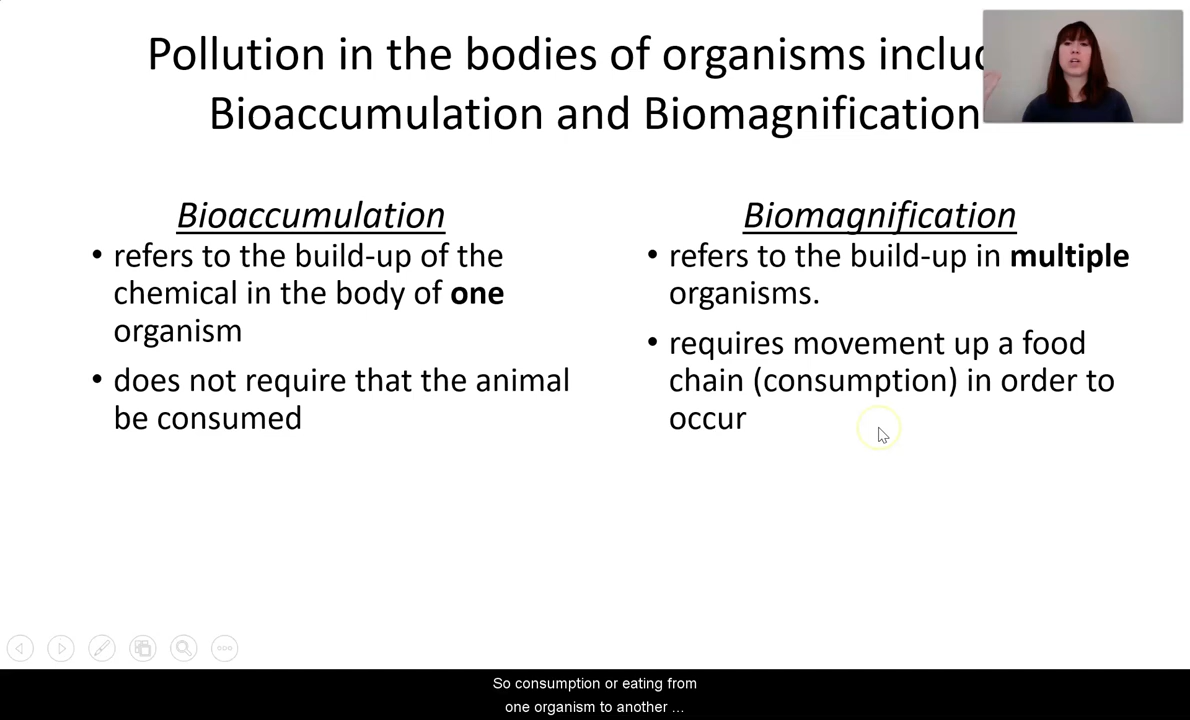 Pollution in the bodies of organisms
Bioaccumulation and Biomagnification
Bioaccumulation
• refers to the build-up of the
chemical in the body of one
organism
• does not require that the animal
be consumed
Biomagnification
• refers to the build-up in multiple
organisms.
• requires movement up a food
chain (consumption) in order to
occur
So consumption or eating from
one organism to another ...